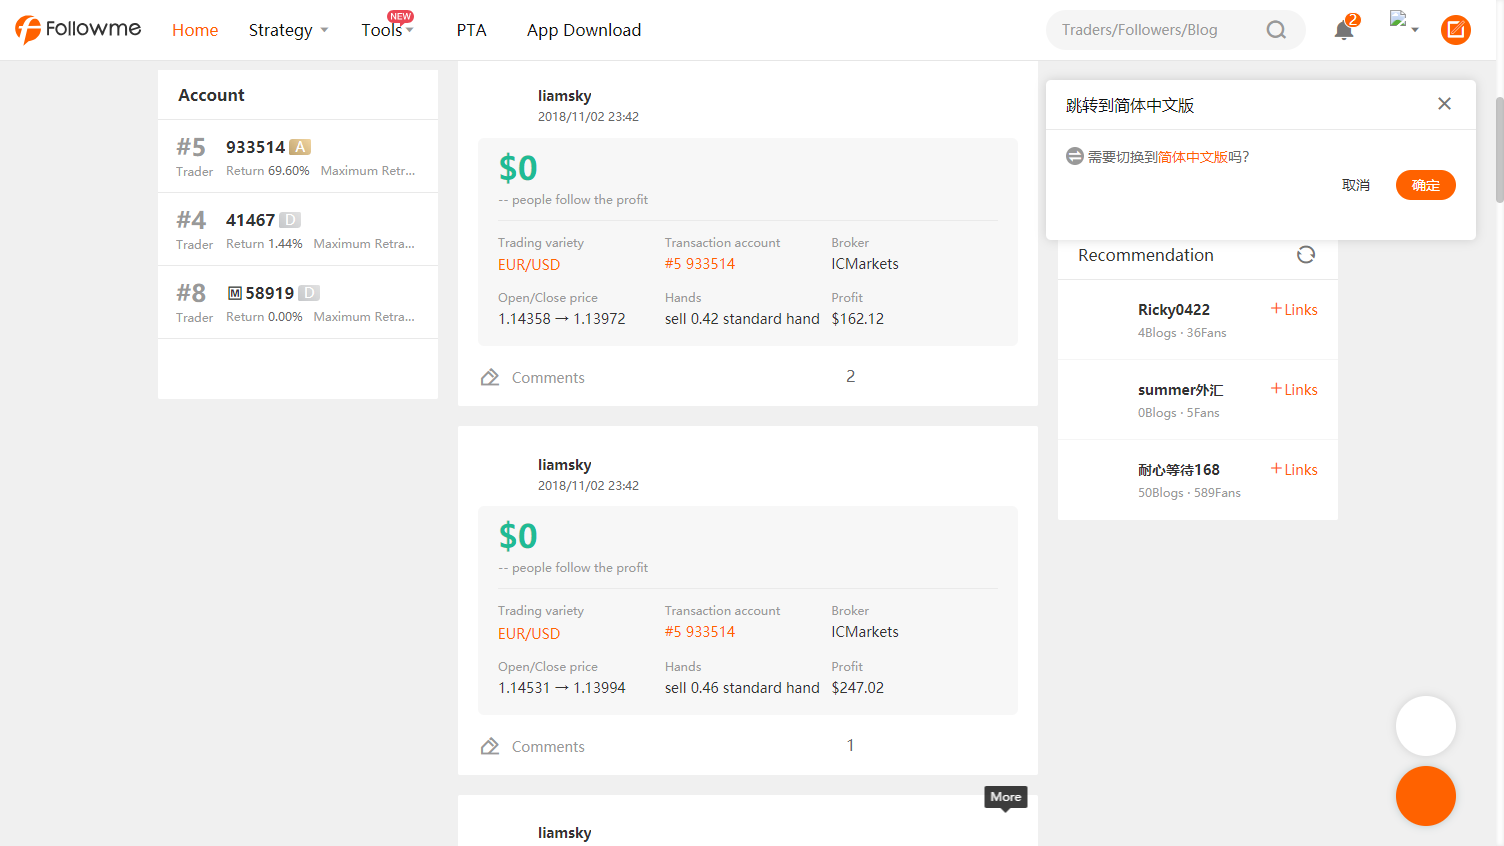 Followme Home Strategy Tools NEW PTA App Download Traders/Followers/Blog 2
Account
#5 933514 A
Trader Return 69.60% Maximum Retr...
#4 41467 D
Trader Return 1.44% Maximum Retra...
#8 M 58919 D
Trader Return 0.00% Maximum Retra...
liamsky
2018/11/02 23:42
$0
-- people follow the profit
Trading variety Transaction account Broker
EUR/USD #5 933514 ICMarkets
Open/Close price Hands Profit
1.14358 → 1.13972 sell 0.42 standard hand $162.12
Comments 2
liamsky
2018/11/02 23:42
$0
-- people follow the profit
Trading variety Transaction account Broker
EUR/USD #5 933514 ICMarkets
Open/Close price Hands Profit
1.14531 → 1.13994 sell 0.46 standard hand $247.02
Comments 1
More
liamsky
跳转到简体中文版
需要切换到简体中文版吗?
取消 确定
Recommendation
Ricky0422 +Links
4Blogs · 36Fans
summer外汇 +Links
0Blogs · 5Fans
耐心等待168 +Links
50Blogs · 589Fans